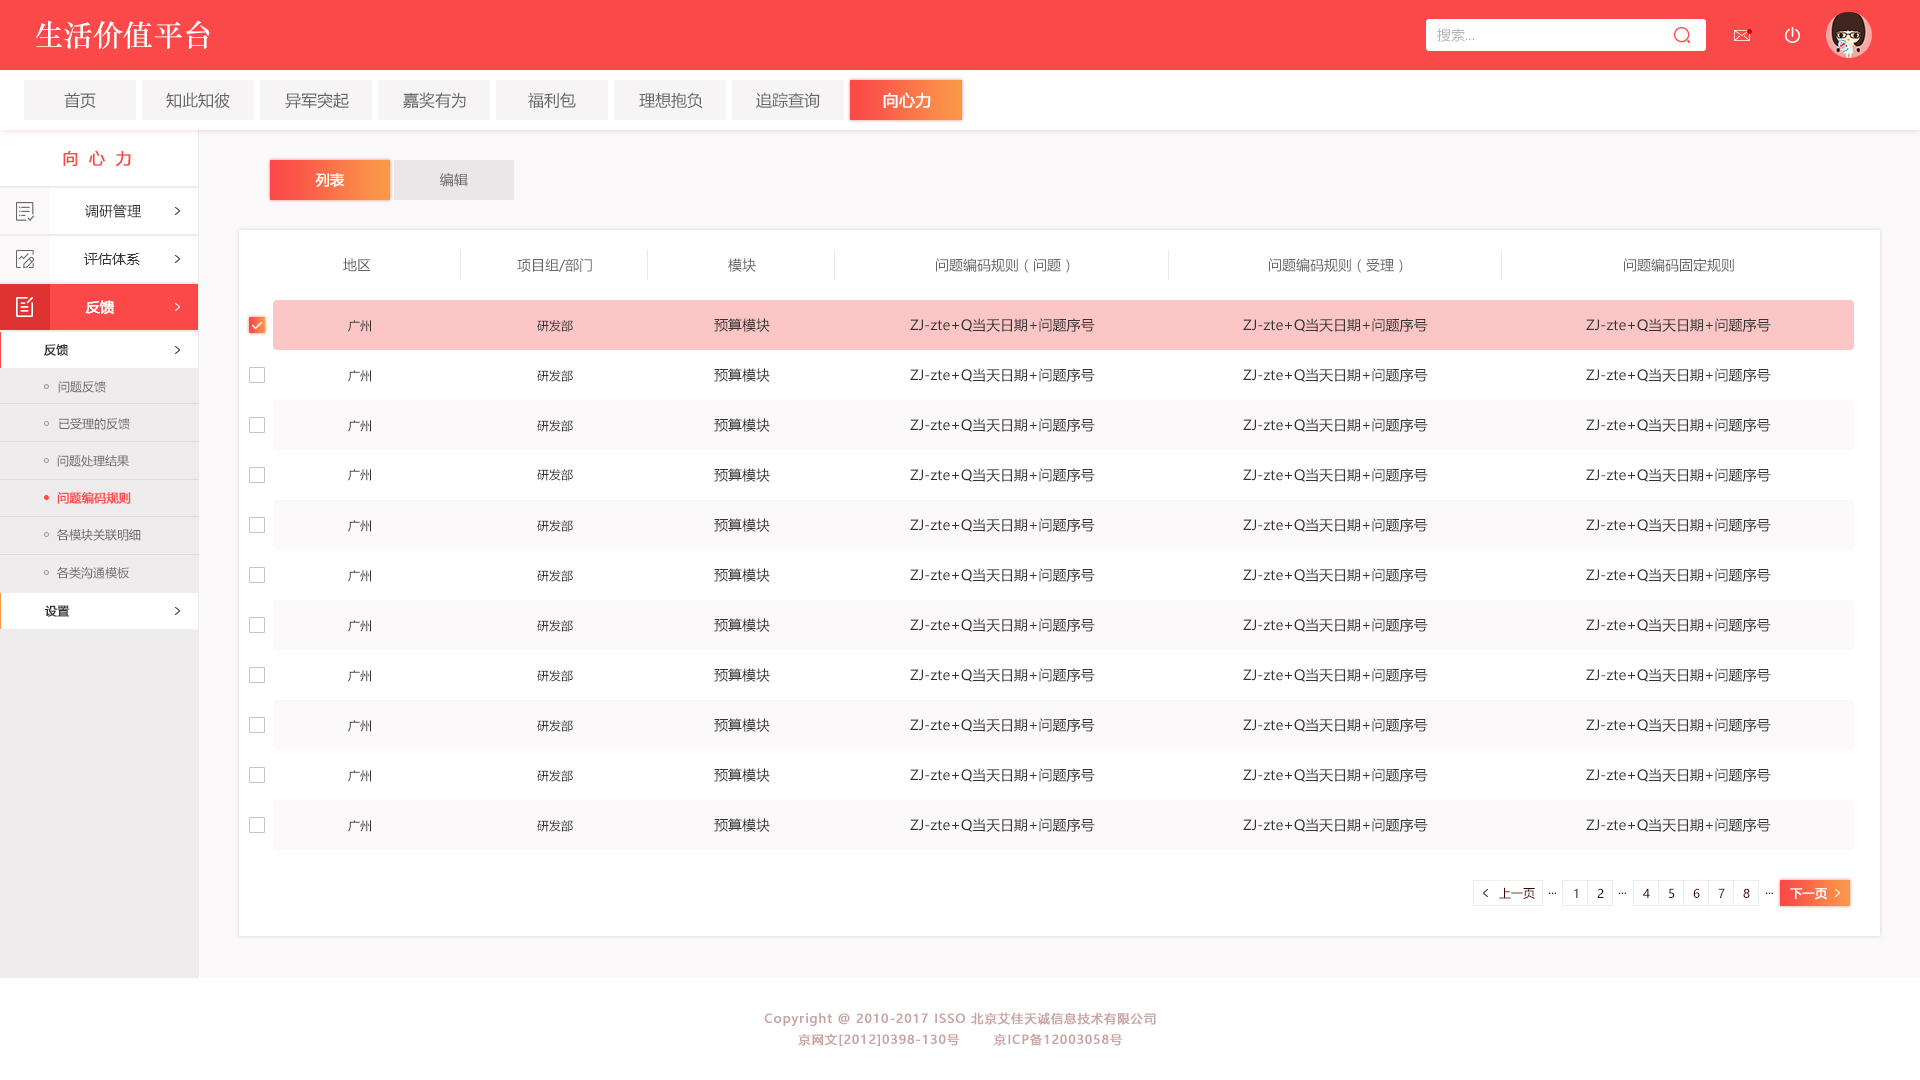 生活价值平台
搜索...
首页 知此知彼 异军突起 嘉奖有为 福利包 理想抱负 追踪查询 向心力
向心力
调研管理
评估体系
反馈
反馈
问题反馈
已受理的反馈
问题处理结果
问题编码规则
各模块关联明细
各类沟通模板
设置
列表 编辑
地区 项目组/部门 模块 问题编码规则（问题） 问题编码规则（受理） 问题编码固定规则
广州 研发部 预算模块 ZJ-zte+Q当天日期+问题序号 ZJ-zte+Q当天日期+问题序号 ZJ-zte+Q当天日期+问题序号
广州 研发部 预算模块 ZJ-zte+Q当天日期+问题序号 ZJ-zte+Q当天日期+问题序号 ZJ-zte+Q当天日期+问题序号
广州 研发部 预算模块 ZJ-zte+Q当天日期+问题序号 ZJ-zte+Q当天日期+问题序号 ZJ-zte+Q当天日期+问题序号
广州 研发部 预算模块 ZJ-zte+Q当天日期+问题序号 ZJ-zte+Q当天日期+问题序号 ZJ-zte+Q当天日期+问题序号
广州 研发部 预算模块 ZJ-zte+Q当天日期+问题序号 ZJ-zte+Q当天日期+问题序号 ZJ-zte+Q当天日期+问题序号
广州 研发部 预算模块 ZJ-zte+Q当天日期+问题序号 ZJ-zte+Q当天日期+问题序号 ZJ-zte+Q当天日期+问题序号
广州 研发部 预算模块 ZJ-zte+Q当天日期+问题序号 ZJ-zte+Q当天日期+问题序号 ZJ-zte+Q当天日期+问题序号
广州 研发部 预算模块 ZJ-zte+Q当天日期+问题序号 ZJ-zte+Q当天日期+问题序号 ZJ-zte+Q当天日期+问题序号
广州 研发部 预算模块 ZJ-zte+Q当天日期+问题序号 ZJ-zte+Q当天日期+问题序号 ZJ-zte+Q当天日期+问题序号
广州 研发部 预算模块 ZJ-zte+Q当天日期+问题序号 ZJ-zte+Q当天日期+问题序号 ZJ-zte+Q当天日期+问题序号
广州 研发部 预算模块 ZJ-zte+Q当天日期+问题序号 ZJ-zte+Q当天日期+问题序号 ZJ-zte+Q当天日期+问题序号
上一页 ... 1 2 ... 4 5 6 7 8 ... 下一页
Copyright @ 2010-2017 ISSO 北京艾佳天诚信息技术有限公司
京网文[2012]0398-130号 京ICP备12003058号